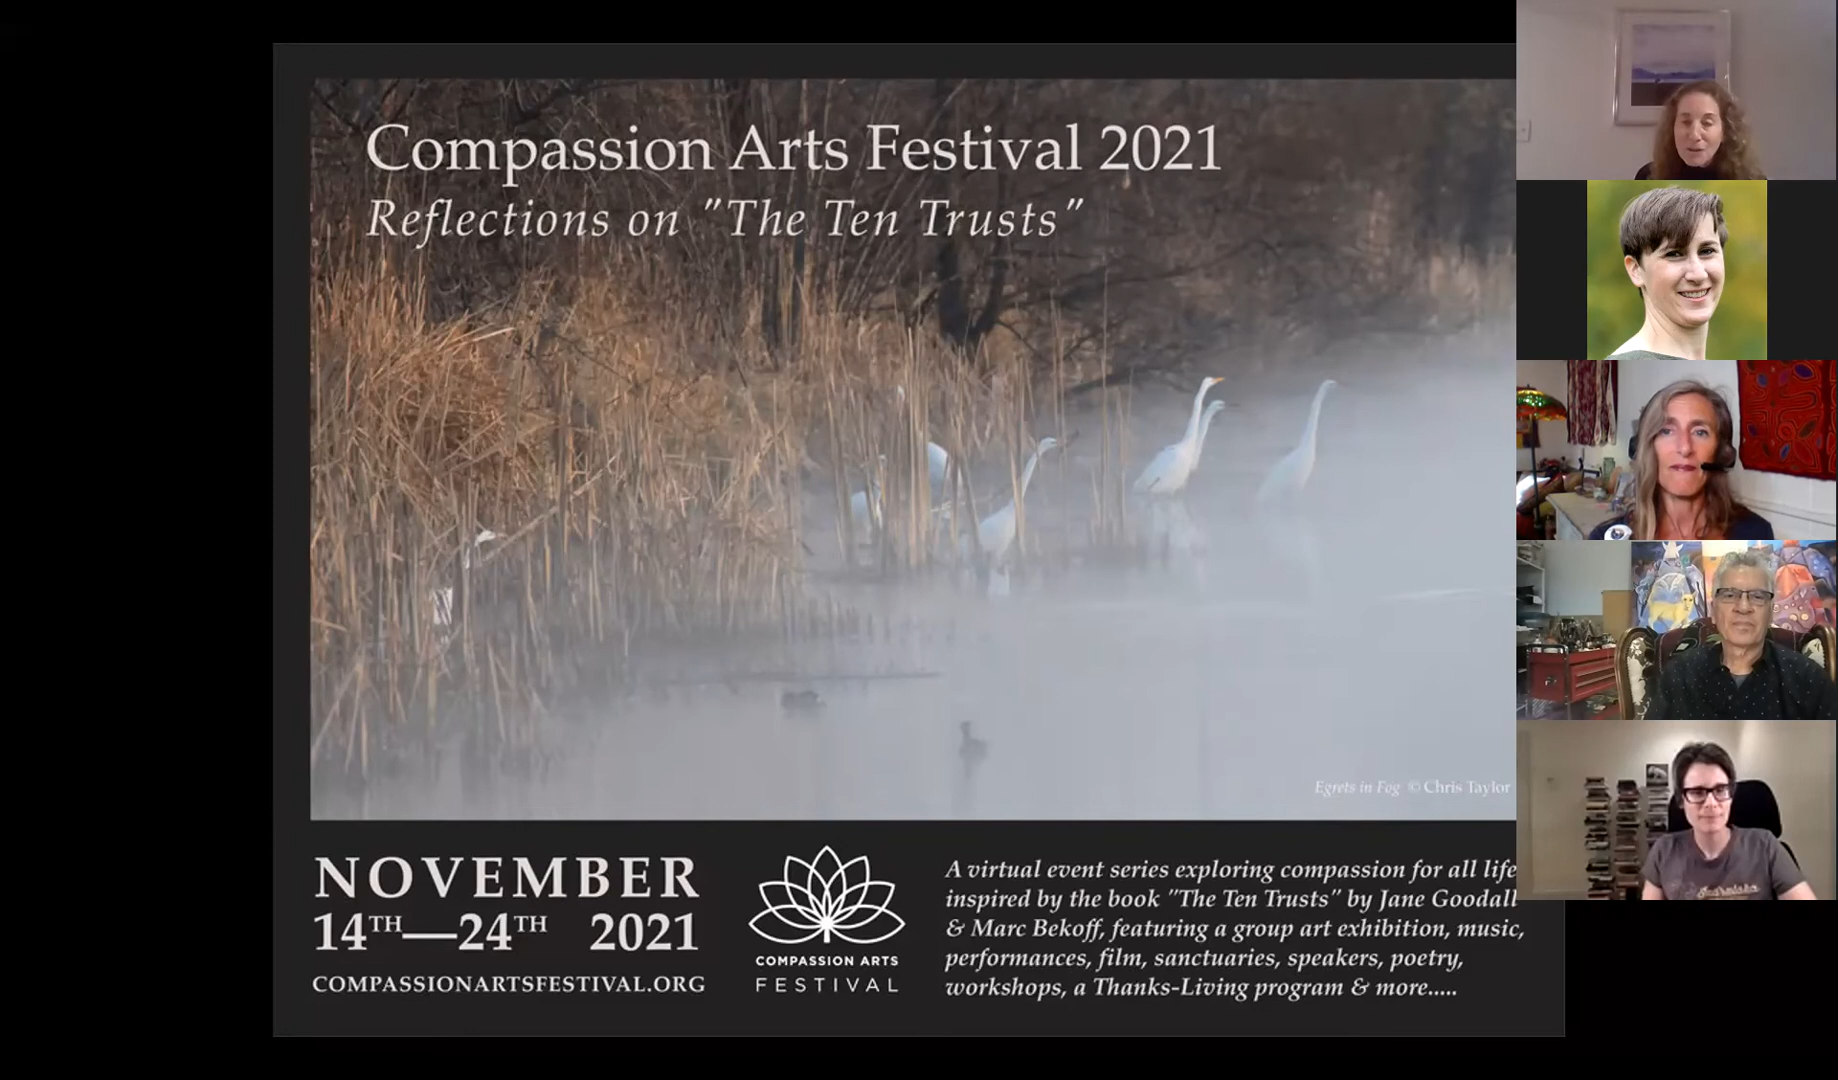 Compassion Arts Festival 2021
Reflections on "The Ten Trusts"
Egrets in Fog © Chris Taylor
NOVEMBER
14TH—24TH 2021
COMPASSIONARTSFESTIVAL.ORG
COMPASSION ARTS
FESTIVAL
A virtual event series exploring compassion for all life
inspired by the book "The Ten Trusts" by Jane Goodall
& Marc Bekoff, featuring a group art exhibition, music,
performances, film, sanctuaries, speakers, poetry,
workshops, a Thanks-Living program & more.....